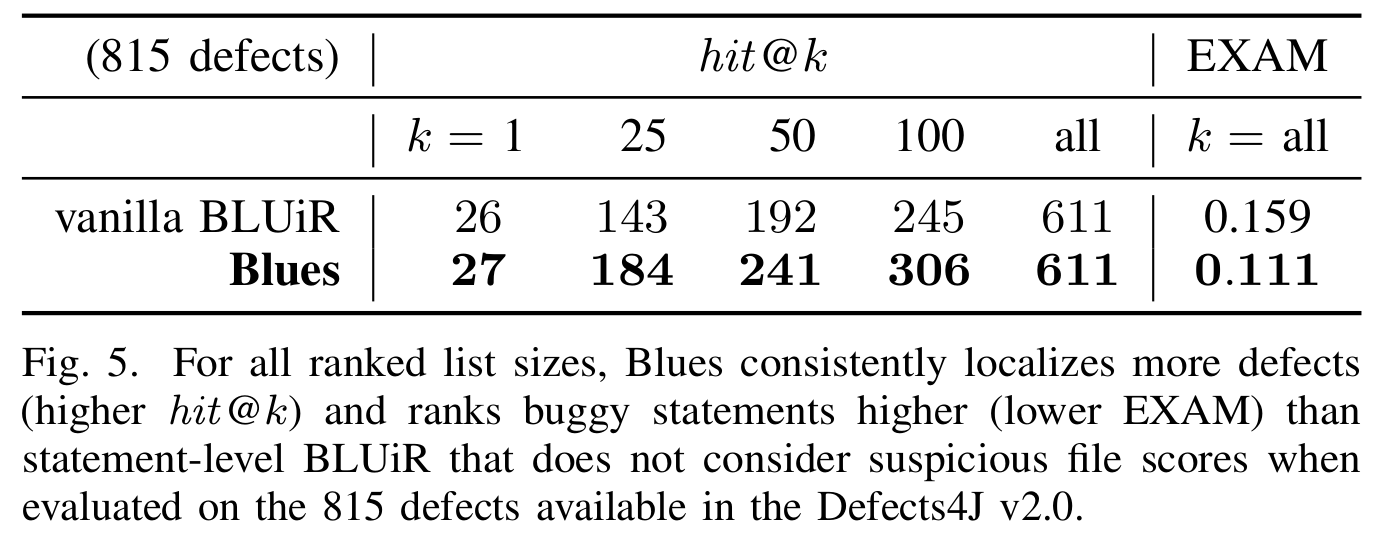 (815 defects) hit@k EXAM
k = 1 25 50 100 all k = all
vanilla BLUiR 26 143 192 245 611 0.159
Blues 27 184 241 306 611 0.111
Fig. 5. For all ranked list sizes, Blues consistently localizes more defects
(higher hit@k) and ranks buggy statements higher (lower EXAM) than
statement-level BLUiR that does not consider suspicious file scores when
evaluated on the 815 defects available in the Defects4J v2.0.